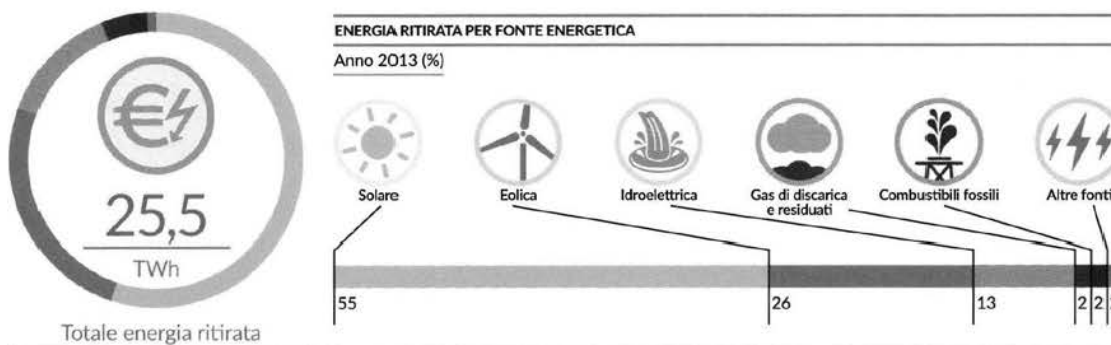 25,5
TWh
Totale energia ritirata
ENERGIA RITIRATA PER FONTE ENERGETICA
Anno 2013 (%)
Solare
Eolica
Idroelettrica
Gas di discarica
e residuati
Combustibili fossili
Altre fonti
55
26
13
2
2